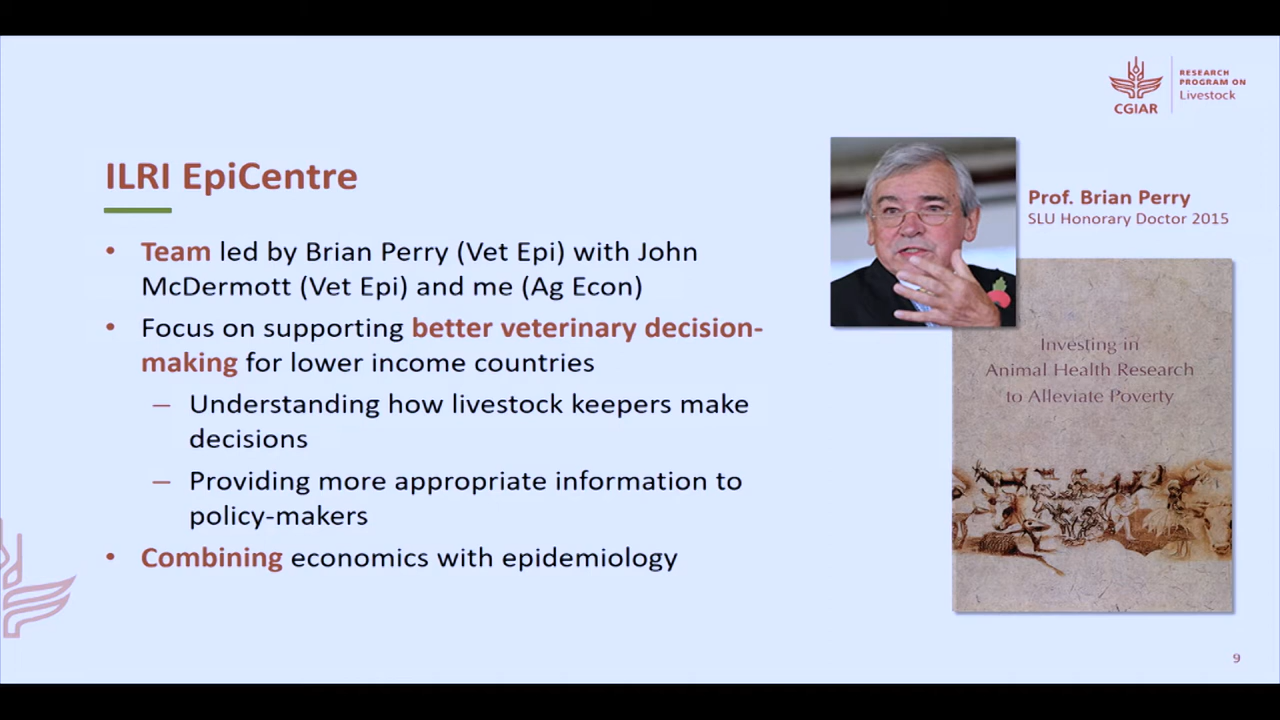 CGIAR
RESEARCH
PROGRAM ON
Livestock
ILRI EpiCentre
• Team led by Brian Perry (Vet Epi) with John
McDermott (Vet Epi) and me (Ag Econ)
• Focus on supporting better veterinary decision-
making for lower income countries
– Understanding how livestock keepers make
decisions
– Providing more appropriate information to
policy-makers
• Combining economics with epidemiology
Prof. Brian Perry
SLU Honorary Doctor 2015
Investing in
Animal Health Research
to Alleviate Poverty
9